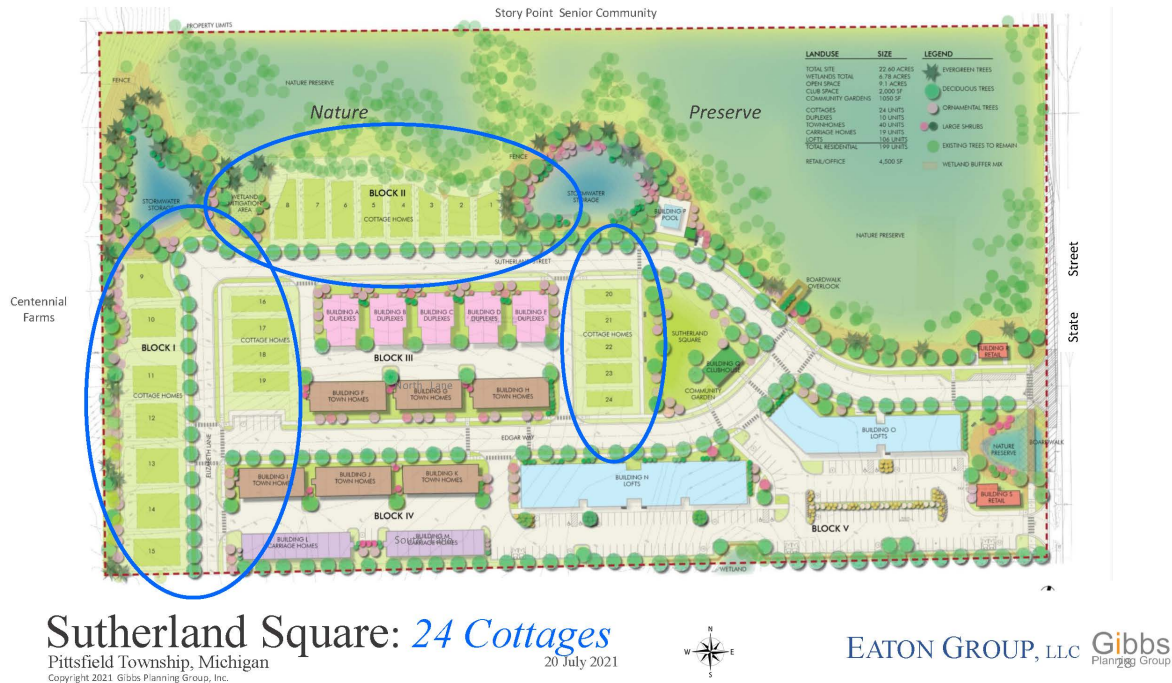 Story Point Senior Community
PROPERTY LIMITS
FENCE
NATURE PRESERVE
Nature
Preserve
LANDUSE SIZE
TOTAL SITE 22.60 ACRES
WETLANDS TOTAL 6.78 ACRES
OPEN SPACE 9.1 ACRES
CLUB SPACE 2,000 SF
COMMUNITY GARDENS 1050 SF
COTTAGES 24 UNITS
DUPLEXES 10 UNITS
TOWNHOMES 40 UNITS
CARRIAGE HOMES 19 UNITS
LOFTS 106 UNITS
TOTAL RESIDENTIAL 199 UNITS
RETAIL/OFFICE 4,500 SF
LEGEND
EVERGREEN TREES
DECIDUOUS TREES
ORNAMENTAL TREES
LARGE SHRUBS
EXISTING TREES TO REMAIN
WETLAND BUFFER MIX
FENCE
STORMWATER
STORAGE
WETLAND
MITIGATION
AREA
BLOCK II
8 7 6 5 4 3 2 1
COTTAGE HOMES
STORMWATER
STORAGE
BUILDING P
POOL
NATURE PRESERVE
Street
State
Centennial
Farms
SUTHERLAND STREET
BOARDWALK
OVERLOOK
9
10
BLOCK I
11
COTTAGE HOMES
12
13
14
15
16
17
COTTAGE HOMES
18
19
BUILDING A
DUPLEXES
BUILDING B
DUPLEXES
BUILDING C
DUPLEXES
BUILDING D
DUPLEXES
BUILDING E
DUPLEXES
BLOCK III
North Lane
BUILDING F
TOWN HOMES
BUILDING G
TOWN HOMES
BUILDING H
TOWN HOMES
20
21
COTTAGE HOMES
22
23
24
SUTHERLAND
SQUARE
BUILDING Q
CLUBHOUSE
COMMUNITY
GARDEN
BUILDING R
RETAIL
EDGAR WAY
ELIZABETH LANE
BUILDING O
LOFTS
NATURE
PRESERVE
BOARDWALK
BUILDING I
TOWN HOMES
BUILDING J
TOWN HOMES
BUILDING K
TOWN HOMES
BUILDING N
LOFTS
BUILDING S
RETAIL
BLOCK IV
BLOCK V
BUILDING L
CARRIAGE HOMES
BUILDING M
CARRIAGE HOMES
South Lane
WETLAND
Sutherland Square: 24 Cottages
Pittsfield Township, Michigan
20 July 2021
Copyright 2021 Gibbs Planning Group, Inc.
N
W E
S
EATON GROUP, LLC
Gibbs
Planning Group
28